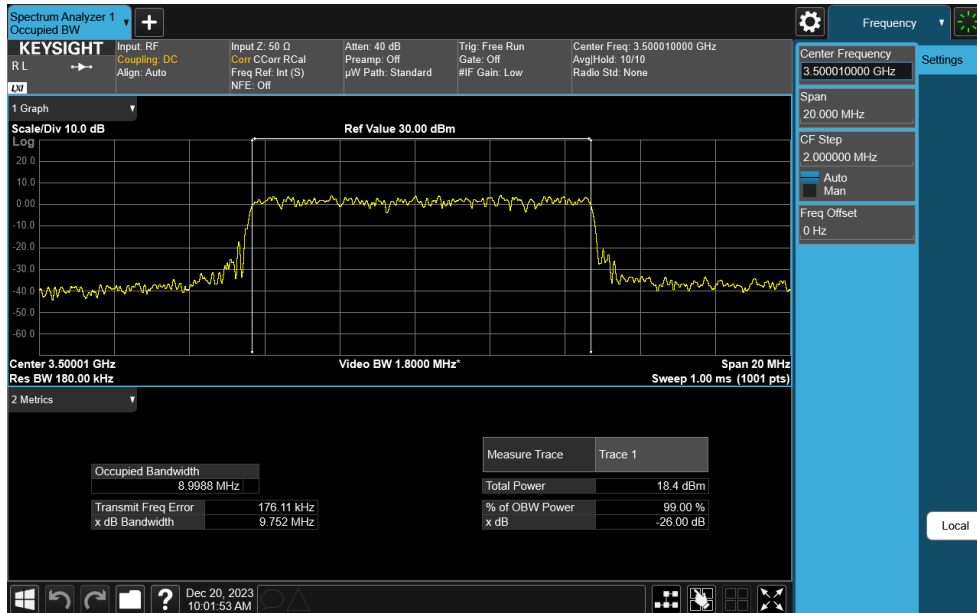 Spectrum Analyzer 1
Occupied BW
+
Frequency
KEYSIGHT
R L
LXI
Input: RF
Coupling: DC
Align: Auto
Input Z: 50 Ω
Corr CCorr RCal
Freq Ref: Int (S)
NFE: Off
Atten: 40 dB
Preamp: Off
µW Path: Standard
Trig: Free Run
Gate: Off
#IF Gain: Low
Center Freq: 3.500010000 GHz
Avg|Hold: 10/10
Radio Std: None
Center Frequency
3.500010000 GHz
Settings
Span
20.000 MHz
CF Step
2.000000 MHz
Auto
Man
Freq Offset
0 Hz
Local
1 Graph
Scale/Div 10.0 dB
Ref Value 30.00 dBm
Log
20.0
10.0
0.00
-10.0
-20.0
-30.0
-40.0
-50.0
-60.0
Center 3.50001 GHz
Video BW 1.8000 MHz*
Span 20 MHz
Res BW 180.00 kHz
Sweep 1.00 ms (1001 pts)
2 Metrics
Measure Trace Trace 1
Occupied Bandwidth
8.9988 MHz
Total Power 18.4 dBm
Transmit Freq Error 176.11 kHz
% of OBW Power 99.00 %
x dB Bandwidth 9.752 MHz
x dB -26.00 dB
?
Dec 20, 2023
10:01:53 AM